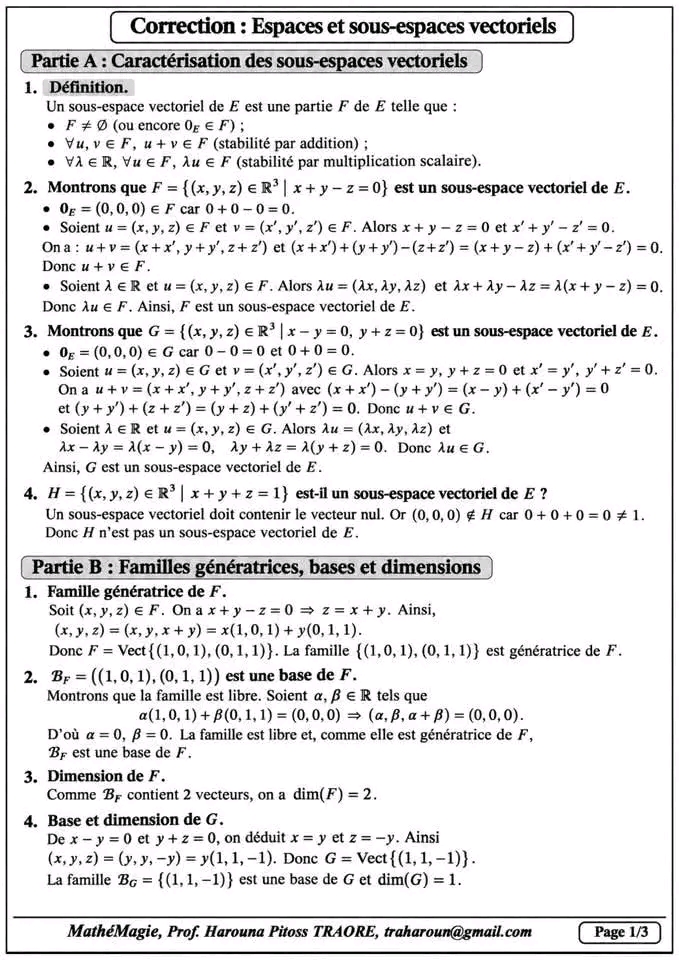 Correction : Espaces et sous-espaces vectoriels
Partie A : Caractérisation des sous-espaces vectoriels
1. Définition.
Un sous-espace vectoriel de E est une partie F de E telle que :
• F ≠ ∅ (ou encore 0_E ∈ F) ;
• ∀u, v ∈ F, u + v ∈ F (stabilité par addition) ;
• ∀λ ∈ ℝ, ∀u ∈ F, λu ∈ F (stabilité par multiplication scalaire).
2. Montrons que F = {(x, y, z) ∈ ℝ³ | x + y − z = 0} est un sous-espace vectoriel de E.
• 0_E = (0, 0, 0) ∈ F car 0 + 0 − 0 = 0.
• Soient u = (x, y, z) ∈ F et v = (x′, y′, z′) ∈ F. Alors x + y − z = 0 et x′ + y′ − z′ = 0.
On a : u + v = (x + x′, y + y′, z + z′) et (x + x′) + (y + y′) − (z + z′) = (x + y − z) + (x′ + y′ − z′) = 0.
Donc u + v ∈ F.
• Soient λ ∈ ℝ et u = (x, y, z) ∈ F. Alors λu = (λx, λy, λz) et λx + λy − λz = λ(x + y − z) = 0.
Donc λu ∈ F. Ainsi, F est un sous-espace vectoriel de E.
3. Montrons que G = {(x, y, z) ∈ ℝ³ | x − y = 0, y + z = 0} est un sous-espace vectoriel de E.
• 0_E = (0, 0, 0) ∈ G car 0 − 0 = 0 et 0 + 0 = 0.
• Soient u = (x, y, z) ∈ G et v = (x′, y′, z′) ∈ G. Alors x = y, y + z = 0 et x′ = y′, y′ + z′ = 0.
On a u + v = (x + x′, y + y′, z + z′) avec (x + x′) − (y + y′) = (x − y) + (x′ − y′) = 0
et (y + y′) + (z + z′) = (y + z) + (y′ + z′) = 0. Donc u + v ∈ G.
• Soient λ ∈ ℝ et u = (x, y, z) ∈ G. Alors λu = (λx, λy, λz) et
λx − λy = λ(x − y) = 0, λy + λz = λ(y + z) = 0. Donc λu ∈ G.
Ainsi, G est un sous-espace vectoriel de E.
4. H = {(x, y, z) ∈ ℝ³ | x + y + z = 1} est-il un sous-espace vectoriel de E ?
Un sous-espace vectoriel doit contenir le vecteur nul. Or (0, 0, 0) ∉ H car 0 + 0 + 0 = 0 ≠ 1.
Donc H n'est pas un sous-espace vectoriel de E.
Partie B : Familles génératrices, bases et dimensions
1. Famille génératrice de F.
Soit (x, y, z) ∈ F. On a x + y − z = 0 ⇒ z = x + y. Ainsi,
(x, y, z) = (x, y, x + y) = x(1, 0, 1) + y(0, 1, 1).
Donc F = Vect{(1, 0, 1), (0, 1, 1)}. La famille {(1, 0, 1), (0, 1, 1)} est génératrice de F.
2. ℬ_F = ((1, 0, 1), (0, 1, 1)) est une base de F.
Montrons que la famille est libre. Soient α, β ∈ ℝ tels que
α(1, 0, 1) + β(0, 1, 1) = (0, 0, 0) ⇒ (α, β, α + β) = (0, 0, 0).
D'où α = 0, β = 0. La famille est libre et, comme elle est génératrice de F,
ℬ_F est une base de F.
3. Dimension de F.
Comme ℬ_F contient 2 vecteurs, on a dim(F) = 2.
4. Base et dimension de G.
De x − y = 0 et y + z = 0, on déduit x = y et z = −y. Ainsi
(x, y, z) = (y, y, −y) = y(1, 1, −1). Donc G = Vect{(1, 1, −1)}.
La famille ℬ_G = {(1, 1, −1)} est une base de G et dim(G) = 1.
MathéMagie, Prof. Harouna Pitoss TRAORE, traharoun@gmail.com
Page 1/3